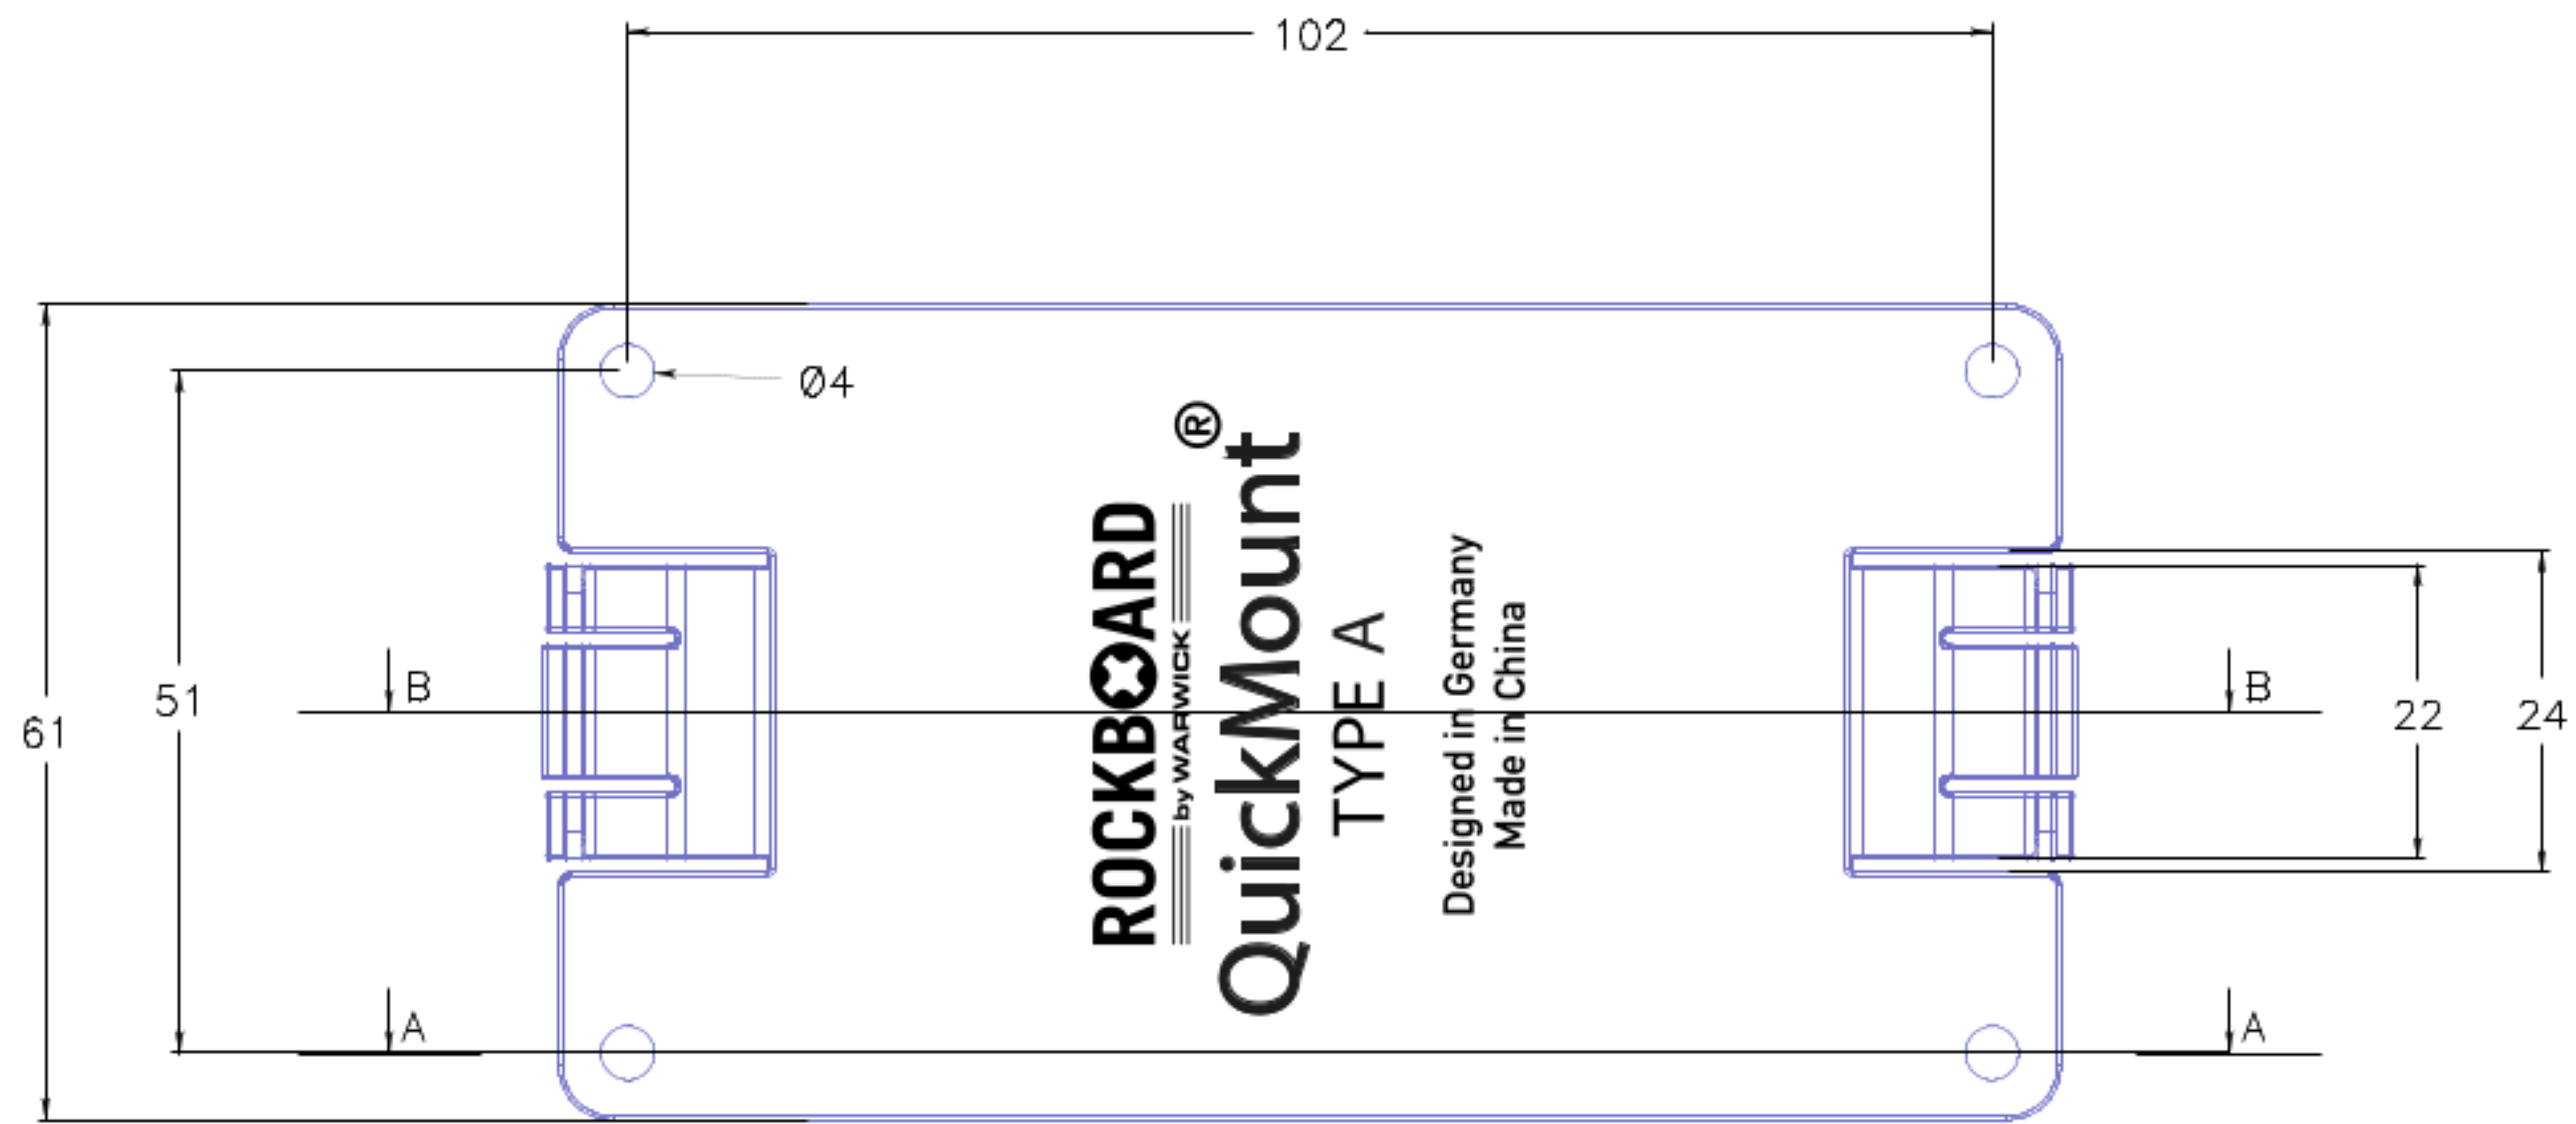 102
Ø4
61
51
B
B
22
24
A
A
ROCKBOARD®
by WARWICK
QuickMount
TYPE A
Designed in Germany
Made in China